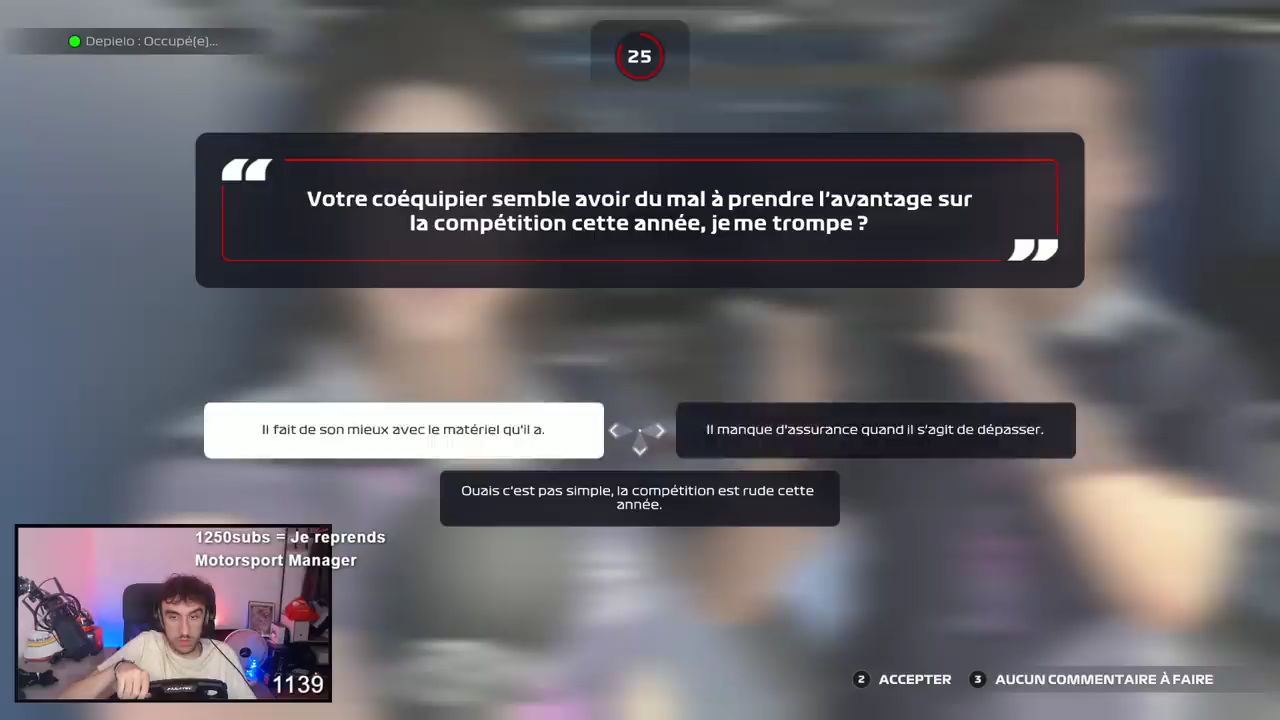 Depielo : Occupé(e)...
25
Votre coéquipier semble avoir du mal à prendre l'avantage sur
la compétition cette année, je me trompe ?
Il fait de son mieux avec le matériel qu'il a.
Il manque d'assurance quand il s'agit de dépasser.
Ouais c'est pas simple, la compétition est rude cette
année.
1250subs = Je reprends
Motorsport Manager
FANATEC
1139
2 ACCEPTER
3 AUCUN COMMENTAIRE À FAIRE